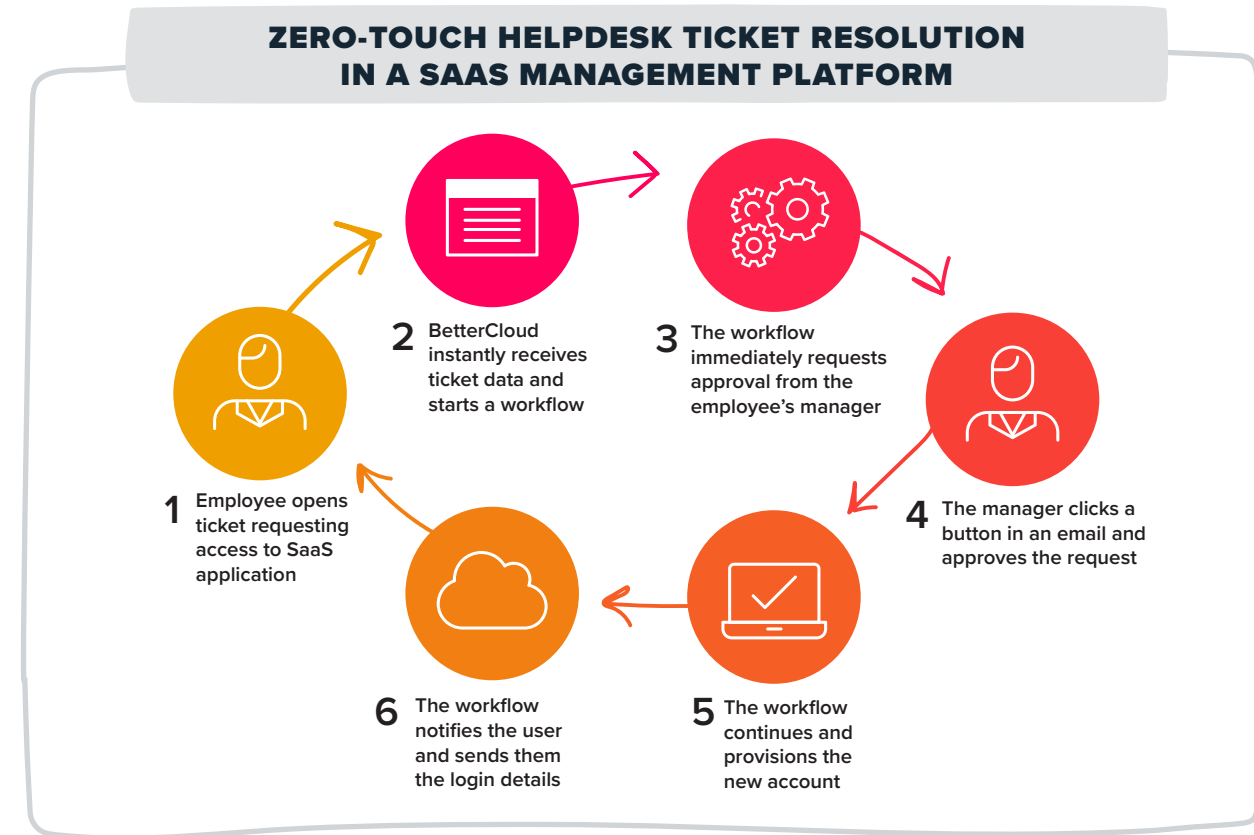 ZERO-TOUCH HELPDESK TICKET RESOLUTION
IN A SAAS MANAGEMENT PLATFORM
1 Employee opens
ticket requesting
access to SaaS
application
2 BetterCloud
instantly receives
ticket data and
starts a workflow
3 The workflow
immediately requests
approval from the
employee’s manager
4 The manager clicks a
button in an email and
approves the request
5 The workflow
continues and
provisions the
new account
6 The workflow
notifies the user
and sends them
the login details